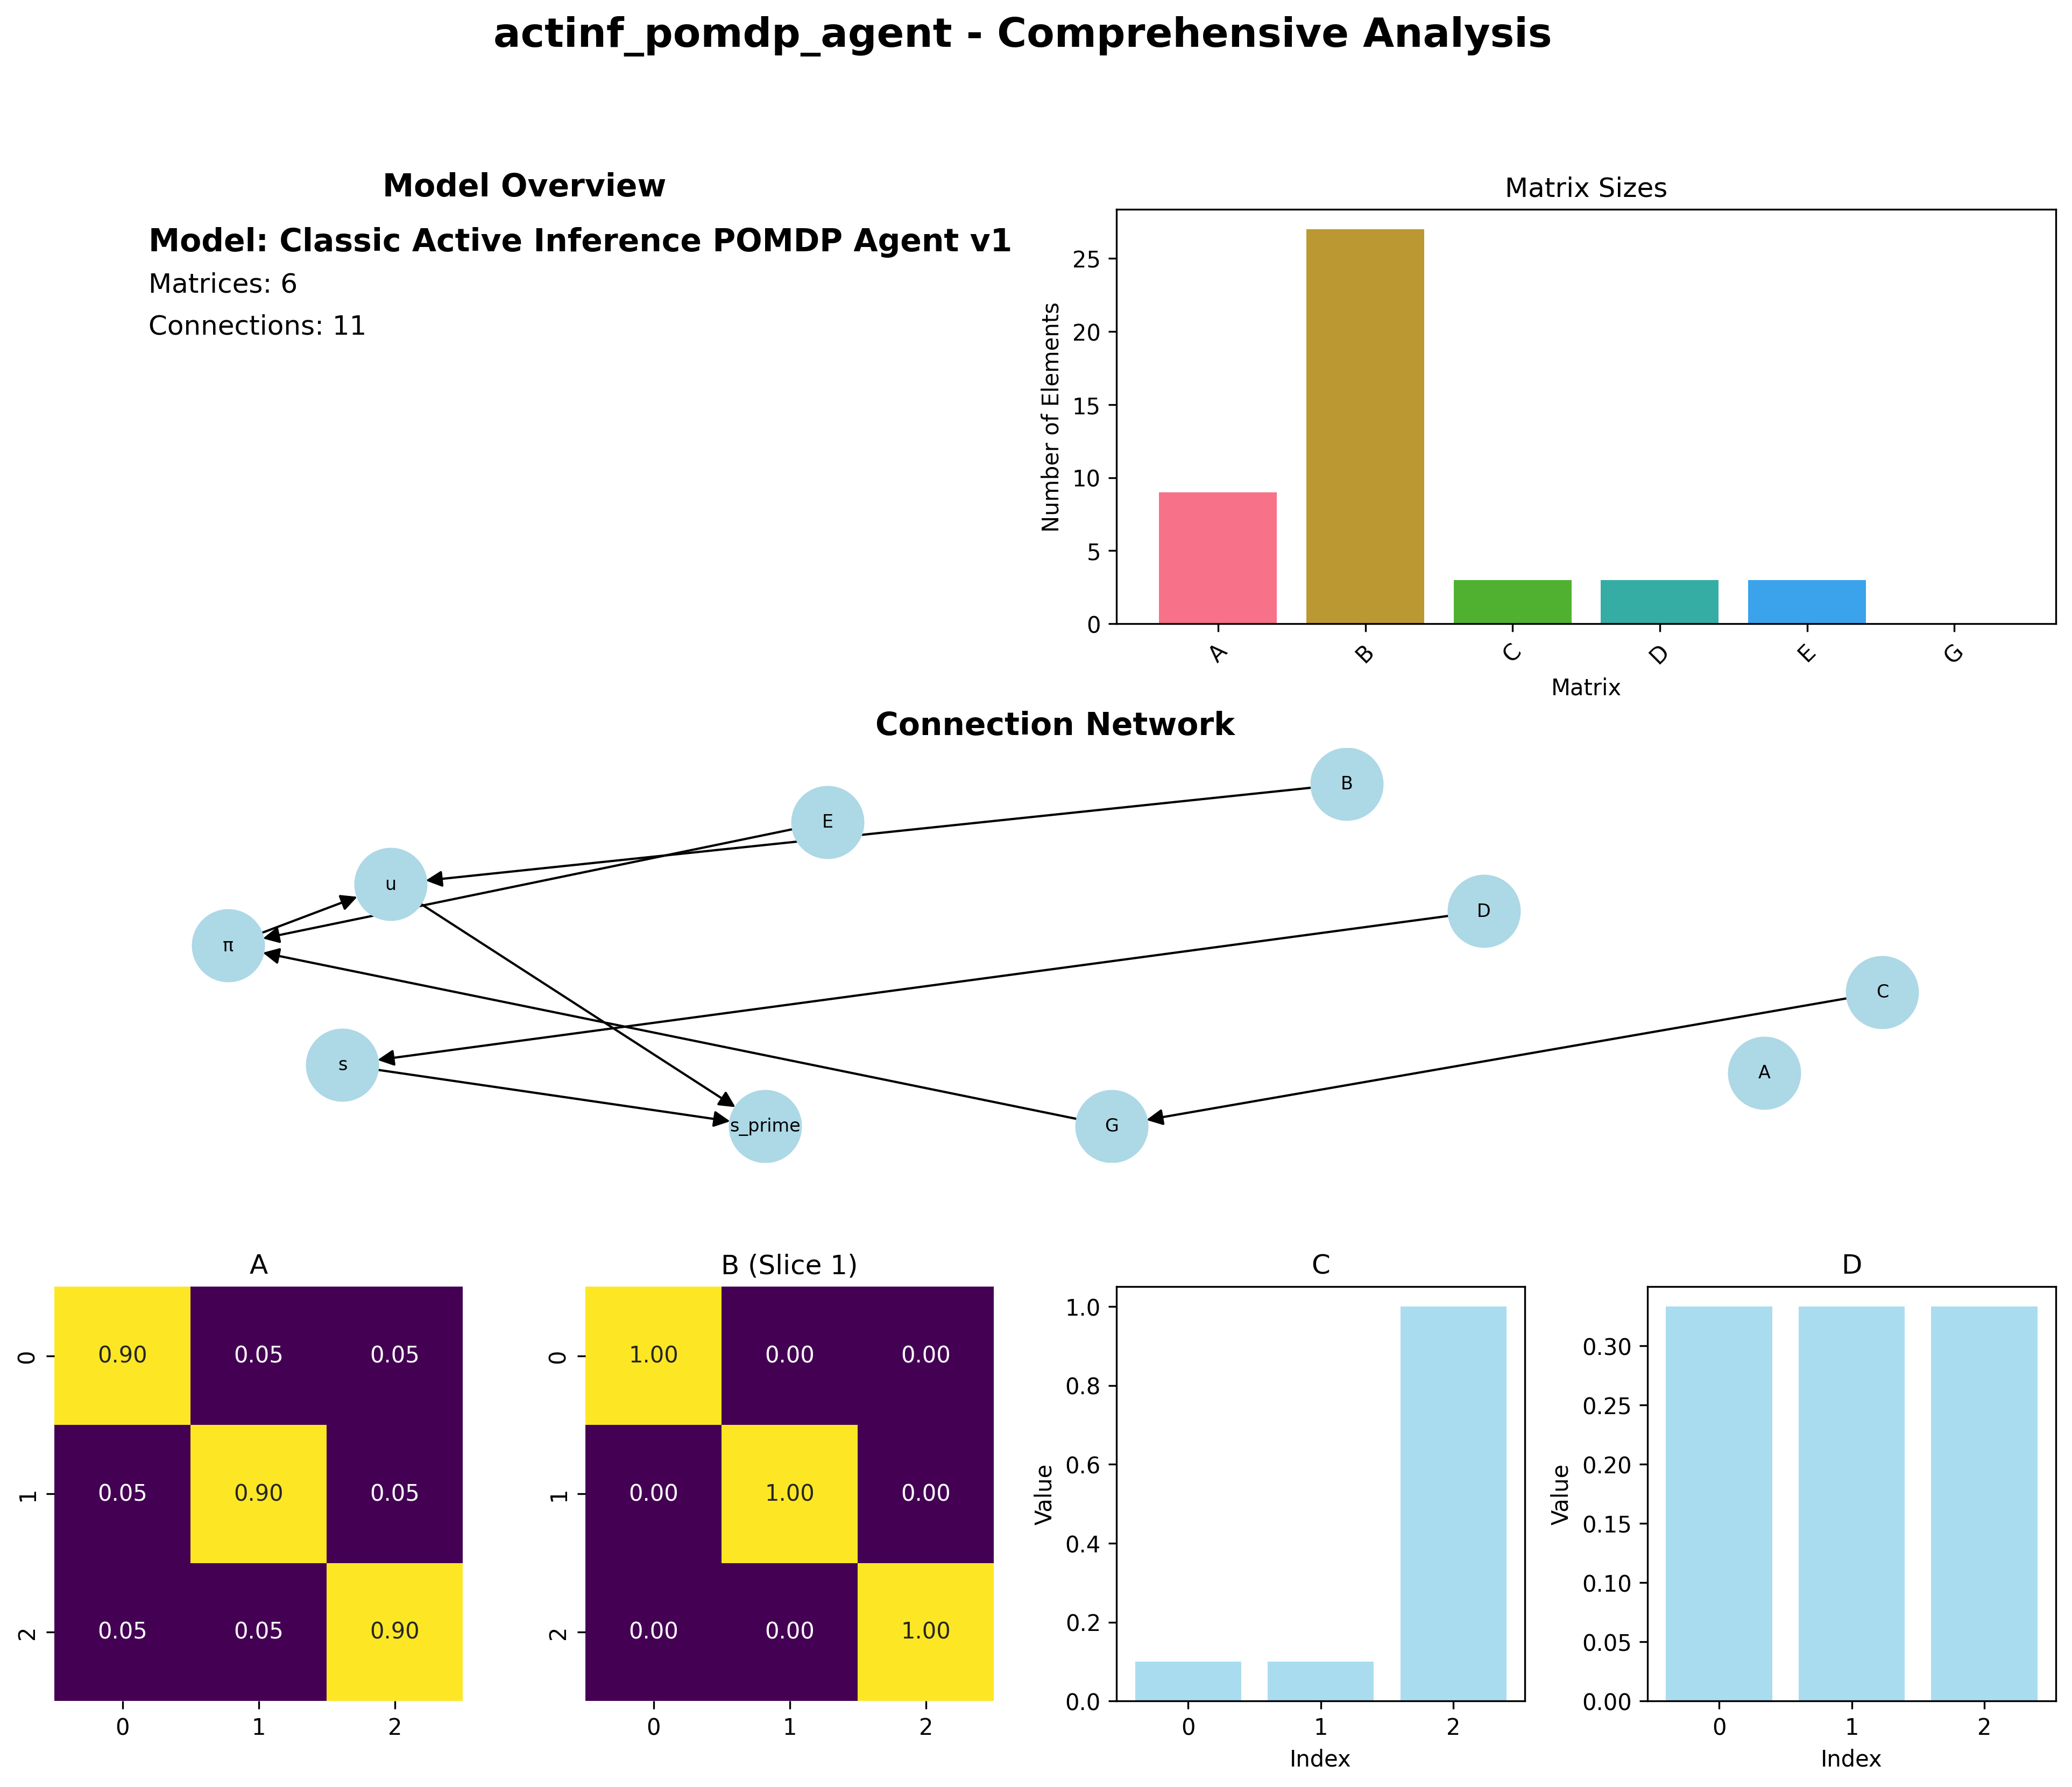 actinf_pomdp_agent - Comprehensive Analysis
Model Overview
Model: Classic Active Inference POMDP Agent v1
Matrices: 6
Connections: 11
Matrix Sizes
Number of Elements
25
20
15
10
5
0
A B C D E G
Matrix
Connection Network
B
E
u
D
π
C
s
A
s_prime
G
A
0 0.90 0.05 0.05
1 0.05 0.90 0.05
2 0.05 0.05 0.90
0 1 2
B (Slice 1)
0 1.00 0.00 0.00
1 0.00 1.00 0.00
2 0.00 0.00 1.00
0 1 2
C
Value
1.0
0.8
0.6
0.4
0.2
0.0
0 1 2
Index
D
Value
0.30
0.25
0.20
0.15
0.10
0.05
0.00
0 1 2
Index